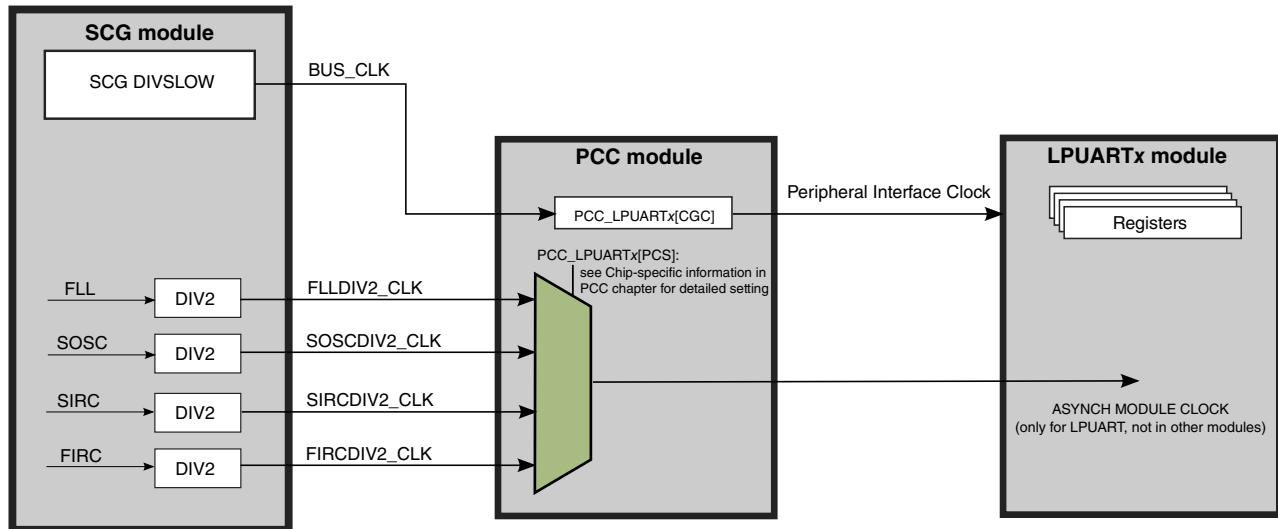 SCG module
SCG DIVSLOW
BUS_CLK
PCC module
LPUARTx module
PCC_LPUARTx[CGC]
Peripheral Interface Clock
Registers
PCC_LPUARTx[PCS]:
see Chip-specific information in
PCC chapter for detailed setting
FLL
DIV2
FLLDIV2_CLK
SOSC
DIV2
SOSCDIV2_CLK
SIRC
DIV2
SIRCDIV2_CLK
FIRC
DIV2
FIRCDIV2_CLK
ASYNCH MODULE CLOCK
(only for LPUART, not in other modules)